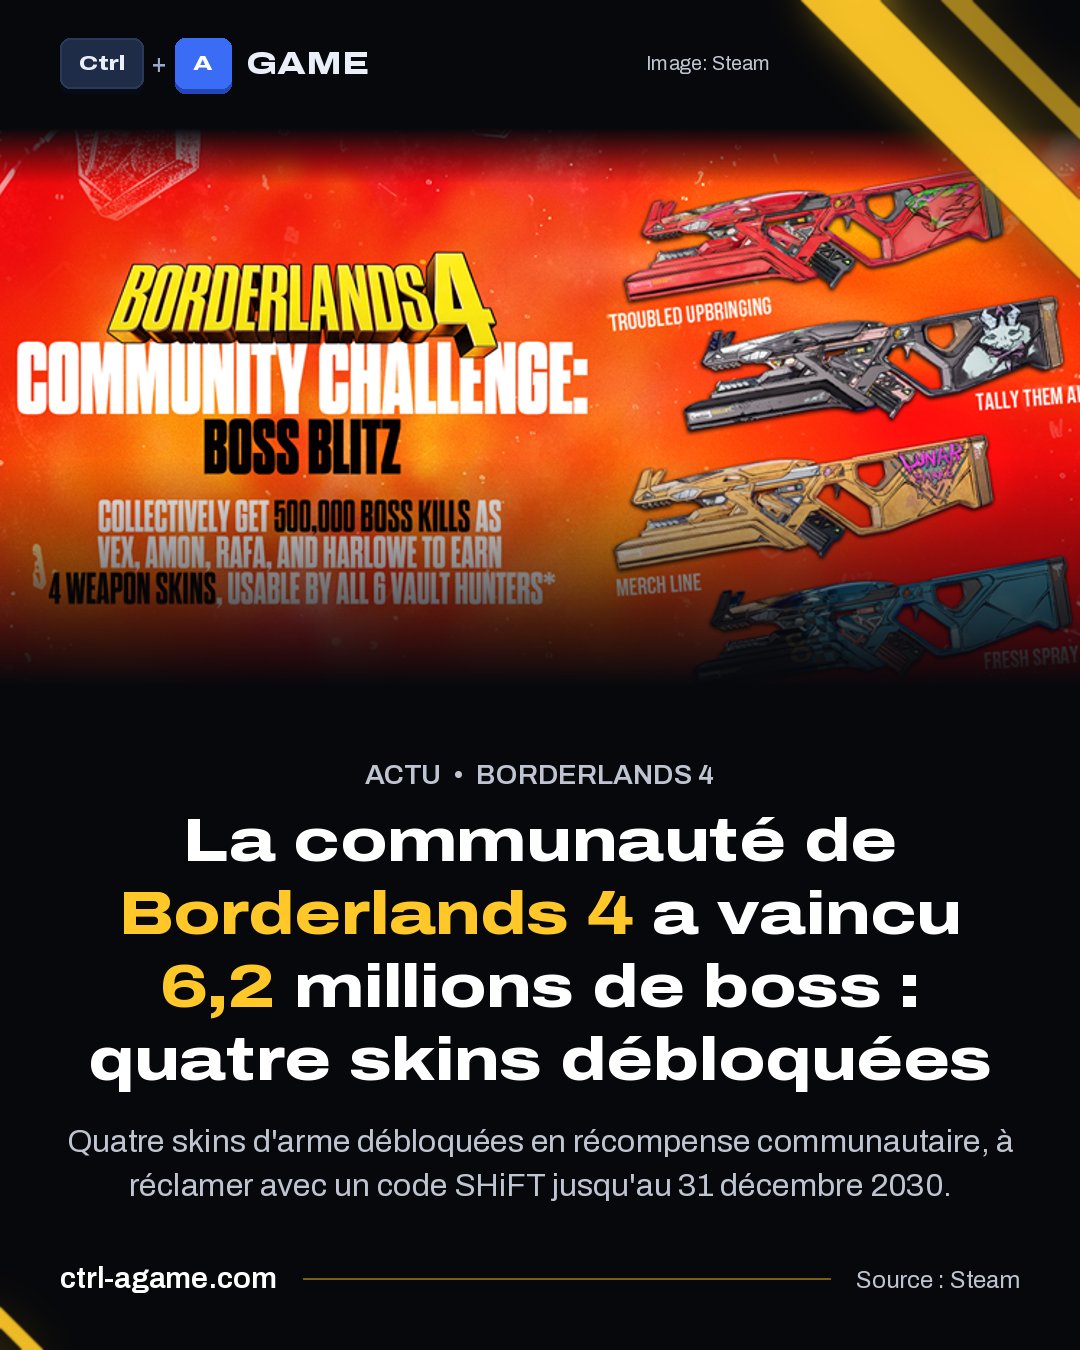 Ctrl + A GAME
Image: Steam
BORDERLANDS 4
COMMUNITY CHALLENGE:
BOSS BLITZ
COLLECTIVELY GET 500,000 BOSS KILLS AS
VEX, AMON, RAFA, AND HARLOWE TO EARN
4 WEAPON SKINS, USABLE BY ALL 6 VAULT HUNTERS*
TROUBLED UPBRINGING
TALLY THEM
MERCH LINE
FRESH SPRAY
ACTU • BORDERLANDS 4
La communauté de
Borderlands 4 a vaincu
6,2 millions de boss :
quatre skins débloquées
Quatre skins d'arme débloquées en récompense communautaire, à
réclamer avec un code SHiFT jusqu'au 31 décembre 2030.
ctrl-agame.com
Source : Steam